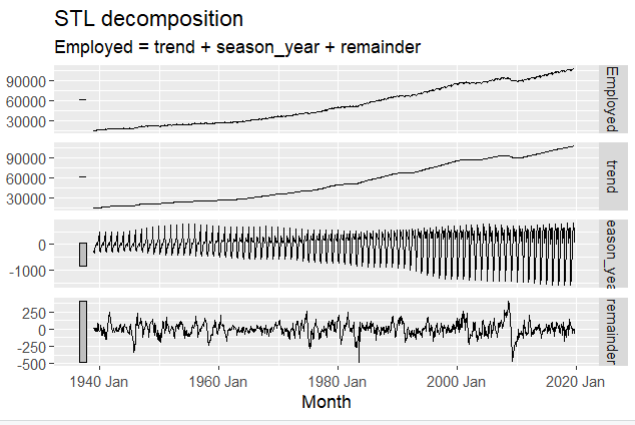 STL decomposition
Employed = trend + season_year + remainder
90000
60000
30000
Employed
90000
60000
30000
trend
0
-1000
eason_yea
250
0
-250
-500
remainder
1940 Jan
1960 Jan
1980 Jan
2000 Jan
2020 Jan
Month